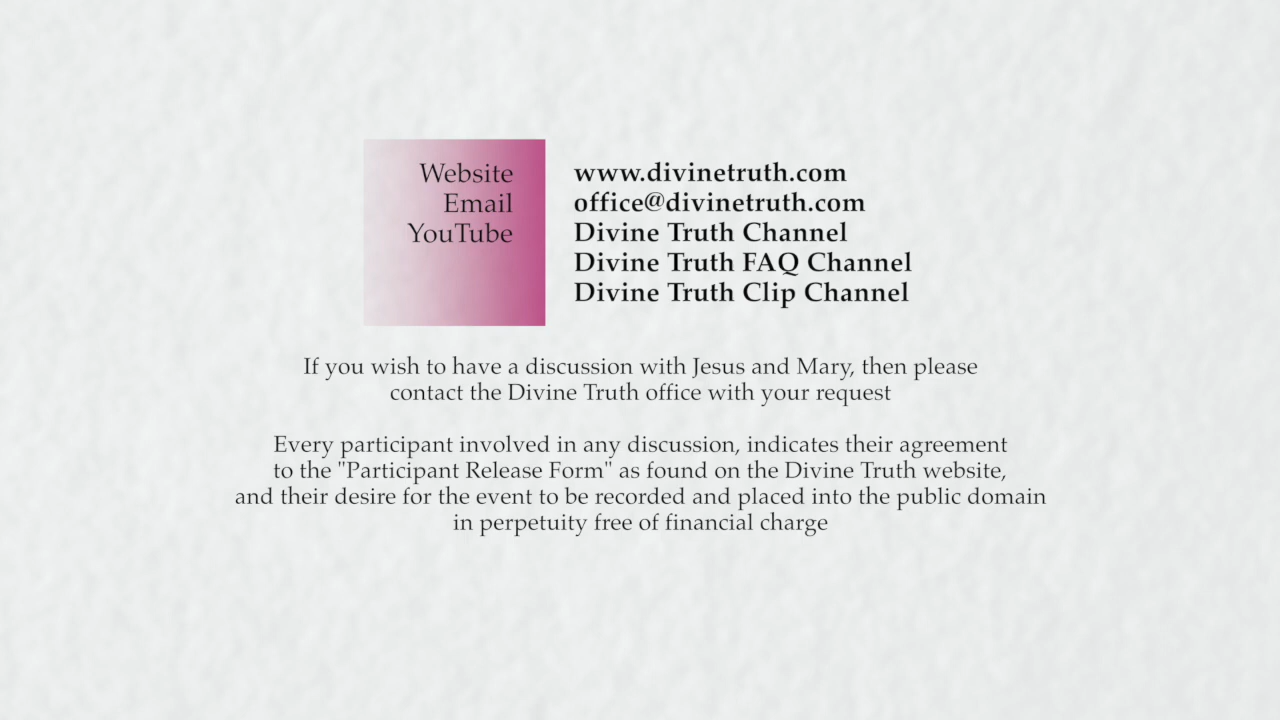 Website www.divinetruth.com
Email office@divinetruth.com
YouTube Divine Truth Channel
Divine Truth FAQ Channel
Divine Truth Clip Channel
If you wish to have a discussion with Jesus and Mary, then please
contact the Divine Truth office with your request
Every participant involved in any discussion, indicates their agreement
to the "Participant Release Form" as found on the Divine Truth website,
and their desire for the event to be recorded and placed into the public domain
in perpetuity free of financial charge